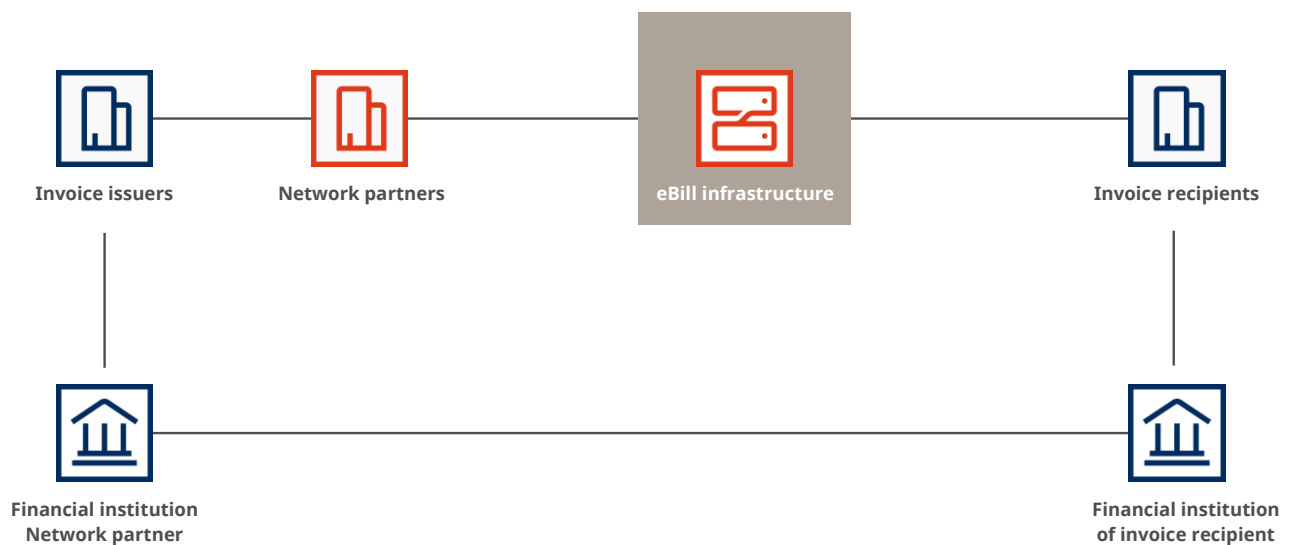 Invoice issuers
Network partners
eBill infrastructure
Invoice recipients
Financial institution
Network partner
Financial institution
of invoice recipient